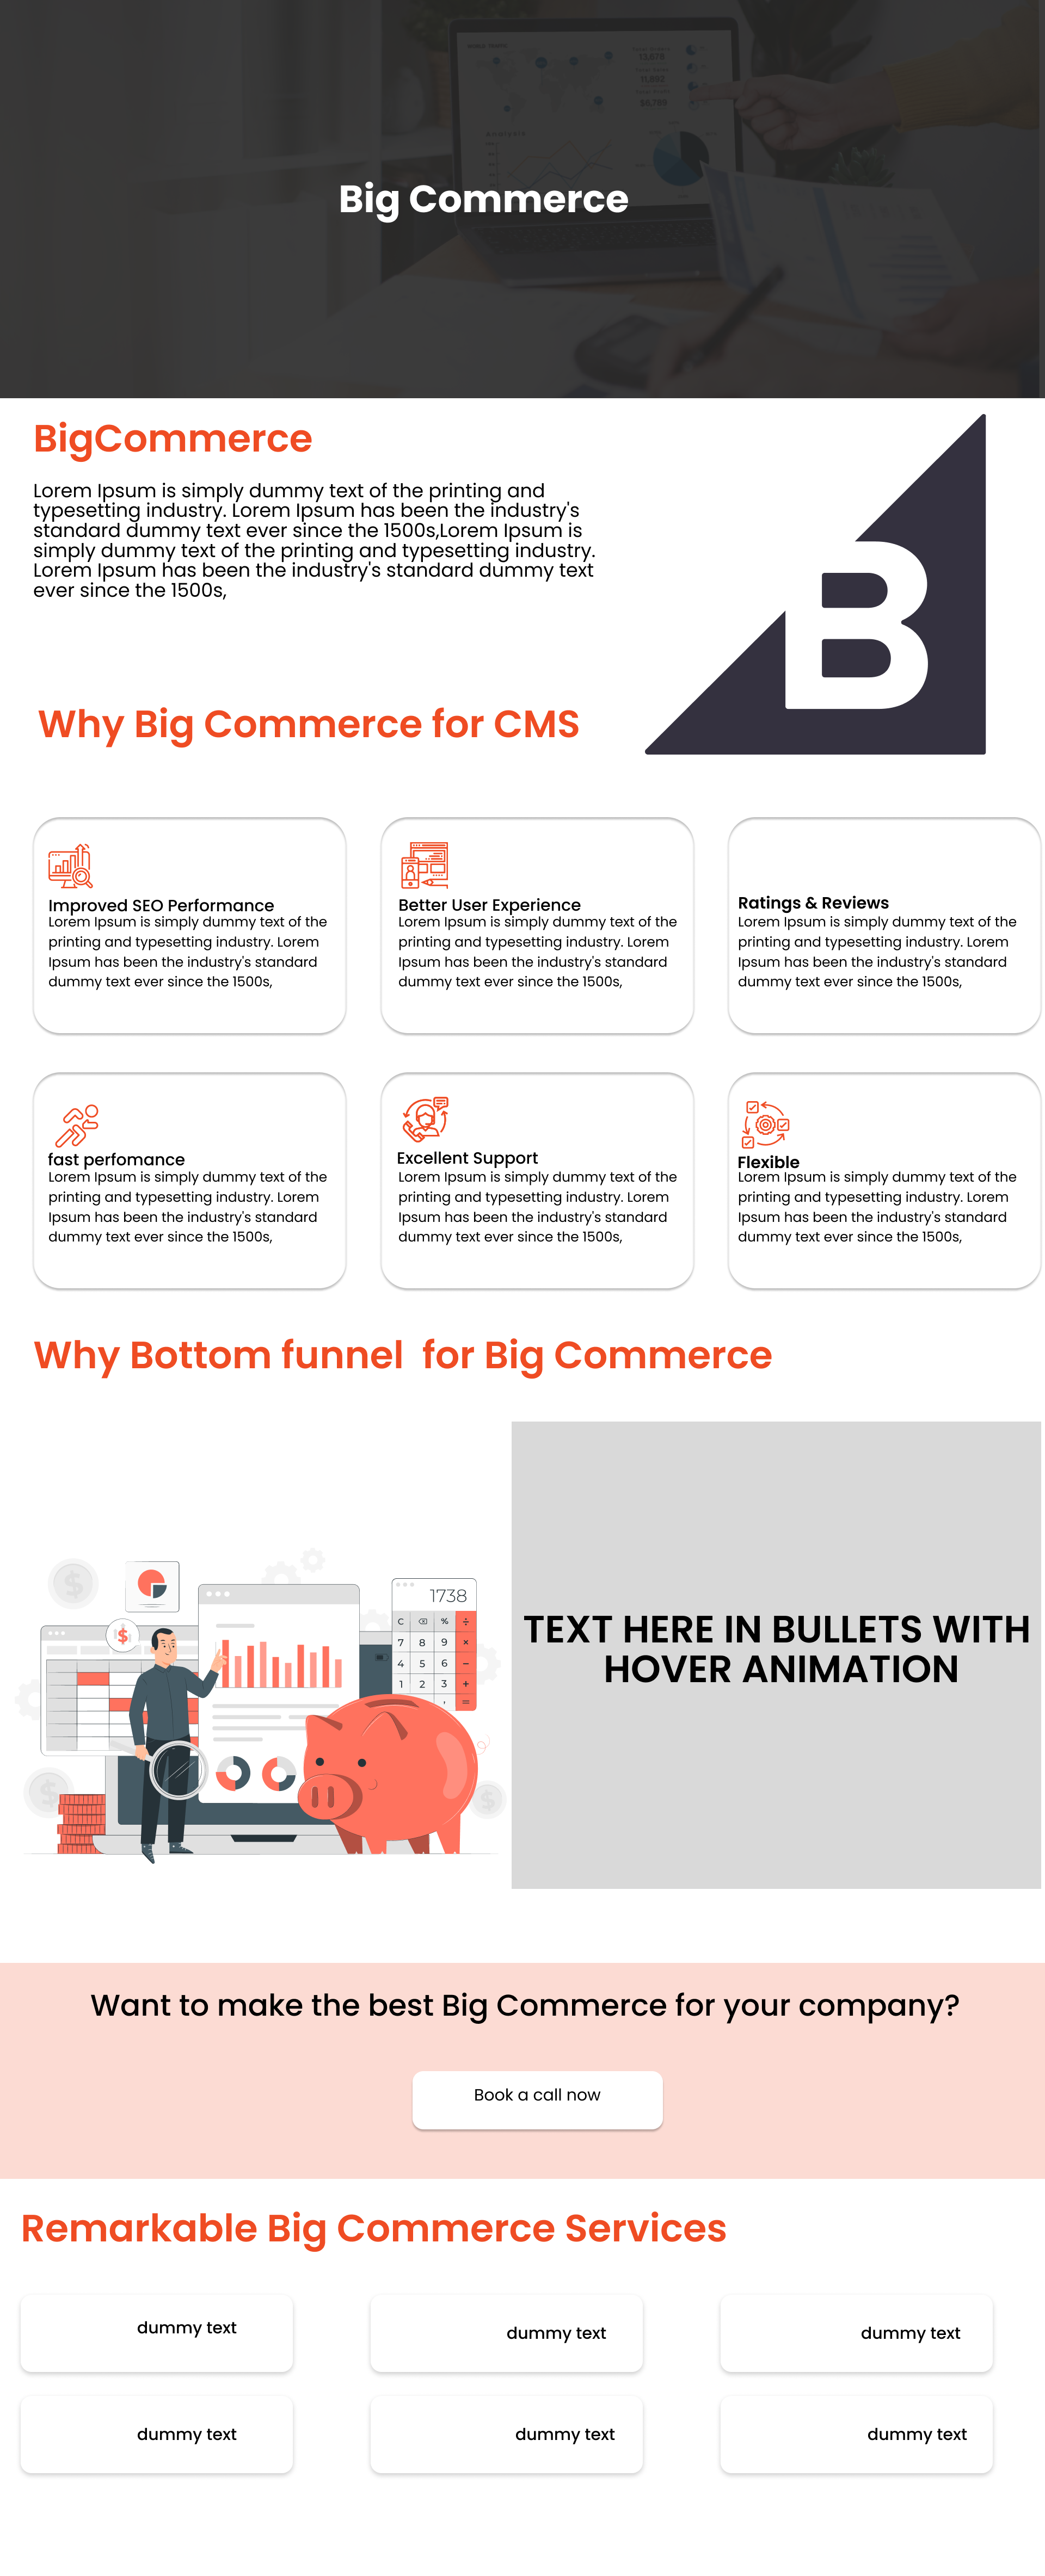 Big Commerce
BigCommerce
Lorem Ipsum is simply dummy text of the printing and
typesetting industry. Lorem Ipsum has been the industry's
standard dummy text ever since the 1500s,Lorem Ipsum is
simply dummy text of the printing and typesetting industry.
Lorem Ipsum has been the industry's standard dummy text
ever since the 1500s,
B
Why Big Commerce for CMS
Improved SEO Performance
Lorem Ipsum is simply dummy text of the
printing and typesetting industry. Lorem
Ipsum has been the industry's standard
dummy text ever since the 1500s,
Better User Experience
Lorem Ipsum is simply dummy text of the
printing and typesetting industry. Lorem
Ipsum has been the industry's standard
dummy text ever since the 1500s,
Ratings & Reviews
Lorem Ipsum is simply dummy text of the
printing and typesetting industry. Lorem
Ipsum has been the industry's standard
dummy text ever since the 1500s,
fast perfomance
Lorem Ipsum is simply dummy text of the
printing and typesetting industry. Lorem
Ipsum has been the industry's standard
dummy text ever since the 1500s,
Excellent Support
Lorem Ipsum is simply dummy text of the
printing and typesetting industry. Lorem
Ipsum has been the industry's standard
dummy text ever since the 1500s,
Flexible
Lorem Ipsum is simply dummy text of the
printing and typesetting industry. Lorem
Ipsum has been the industry's standard
dummy text ever since the 1500s,
Why Bottom funnel  for Big Commerce
1738
C % ÷
7 8 9 ×
4 5 6 −
1 2 3 +
, =
$
$
$
$
TEXT HERE IN BULLETS WITH
HOVER ANIMATION
Want to make the best Big Commerce for your company?
Book a call now
Remarkable Big Commerce Services
dummy text
dummy text
dummy text
dummy text
dummy text
dummy text